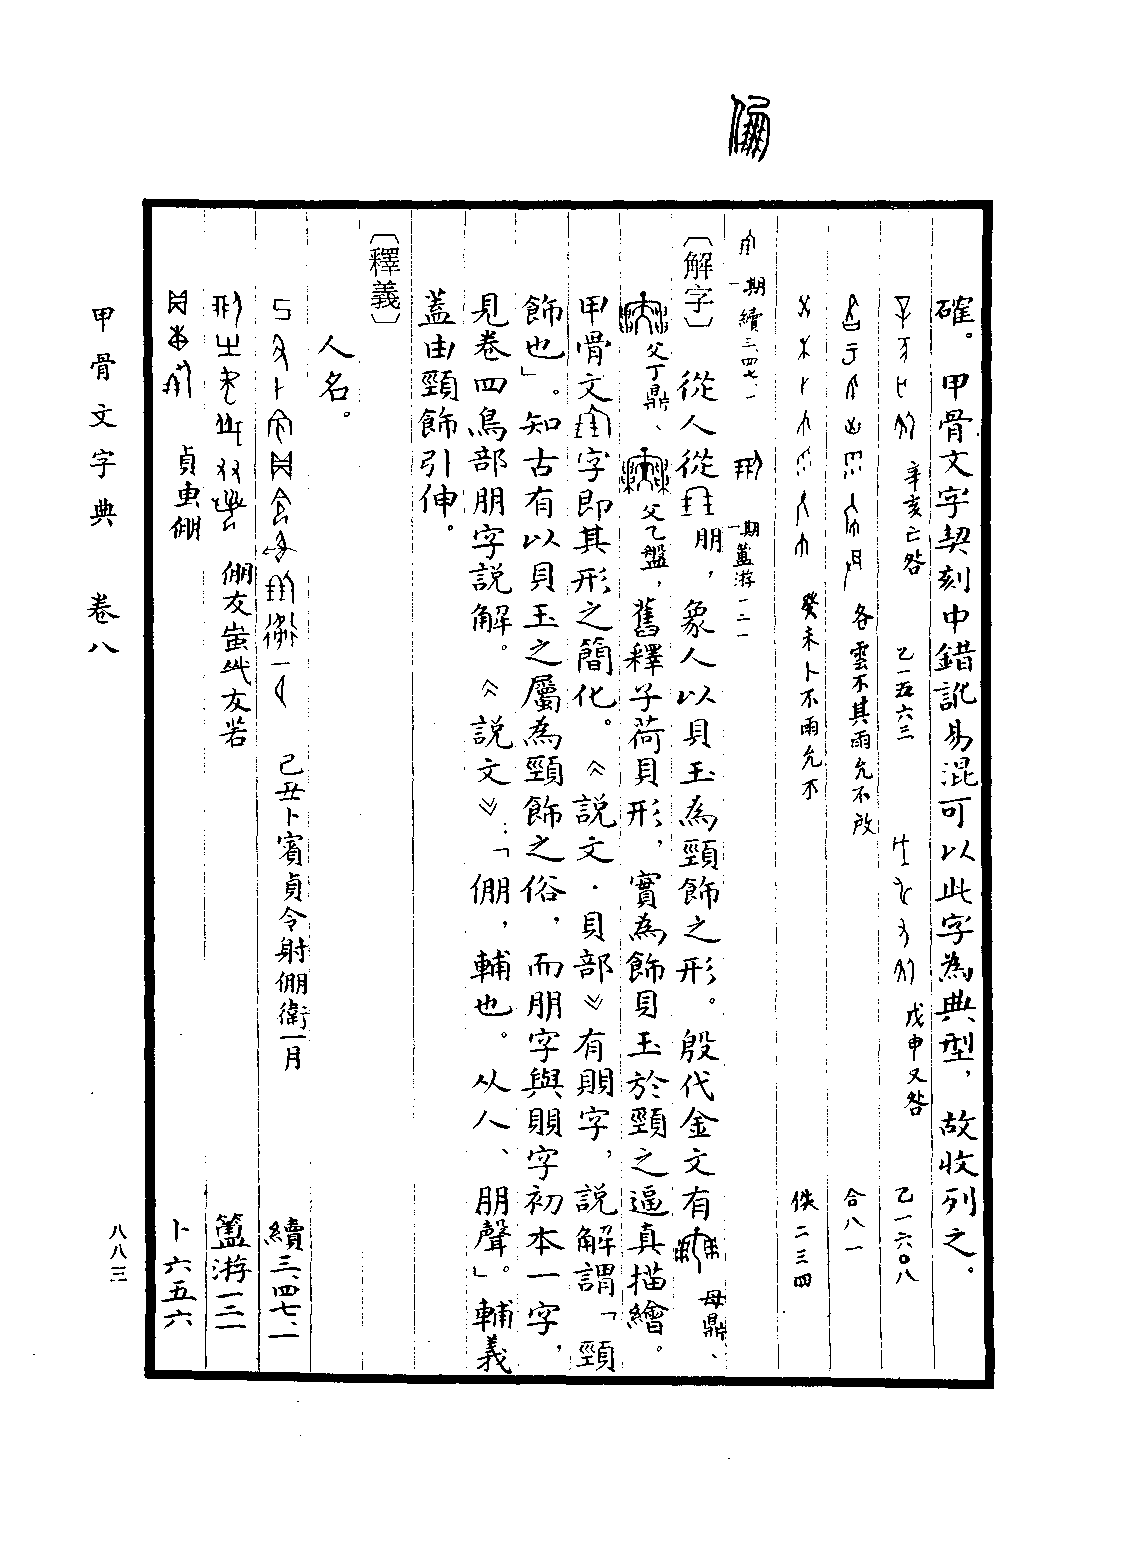 倗
確。甲骨文字契刻中錯訛易混可以此字為典型,故收列之。
辛亥亡咎 乙一五六三 戊申又咎 乙一六〇八
各雲不其雨允不啟 合八一
癸未卜不雨允不 佚二三四
一期續三、四七、一 一期簠游一二一
〔解字〕從人從朋,象人以貝玉為頸飾之形。殷代金文有母鼎、
父丁鼎、父乙盤,舊釋子荷貝形,實為飾貝玉於頸之逼真描繪。
甲骨文字即其形之簡化。《說文·貝部》有賏字,說解謂「頸
飾也」。知古有以貝玉之屬為頸飾之俗,而朋字與賏字初本一字,
見卷四鳥部朋字說解。《說文》:「倗,輔也。从人、朋聲」輔義
蓋由頸飾引伸。
〔釋義〕
人名。
己丑卜賓貞令射倗衛一月 續三、四七、一
倗友友若 簠游一二一
貞虫倗 卜六五六
甲骨文字典 卷八 八八三